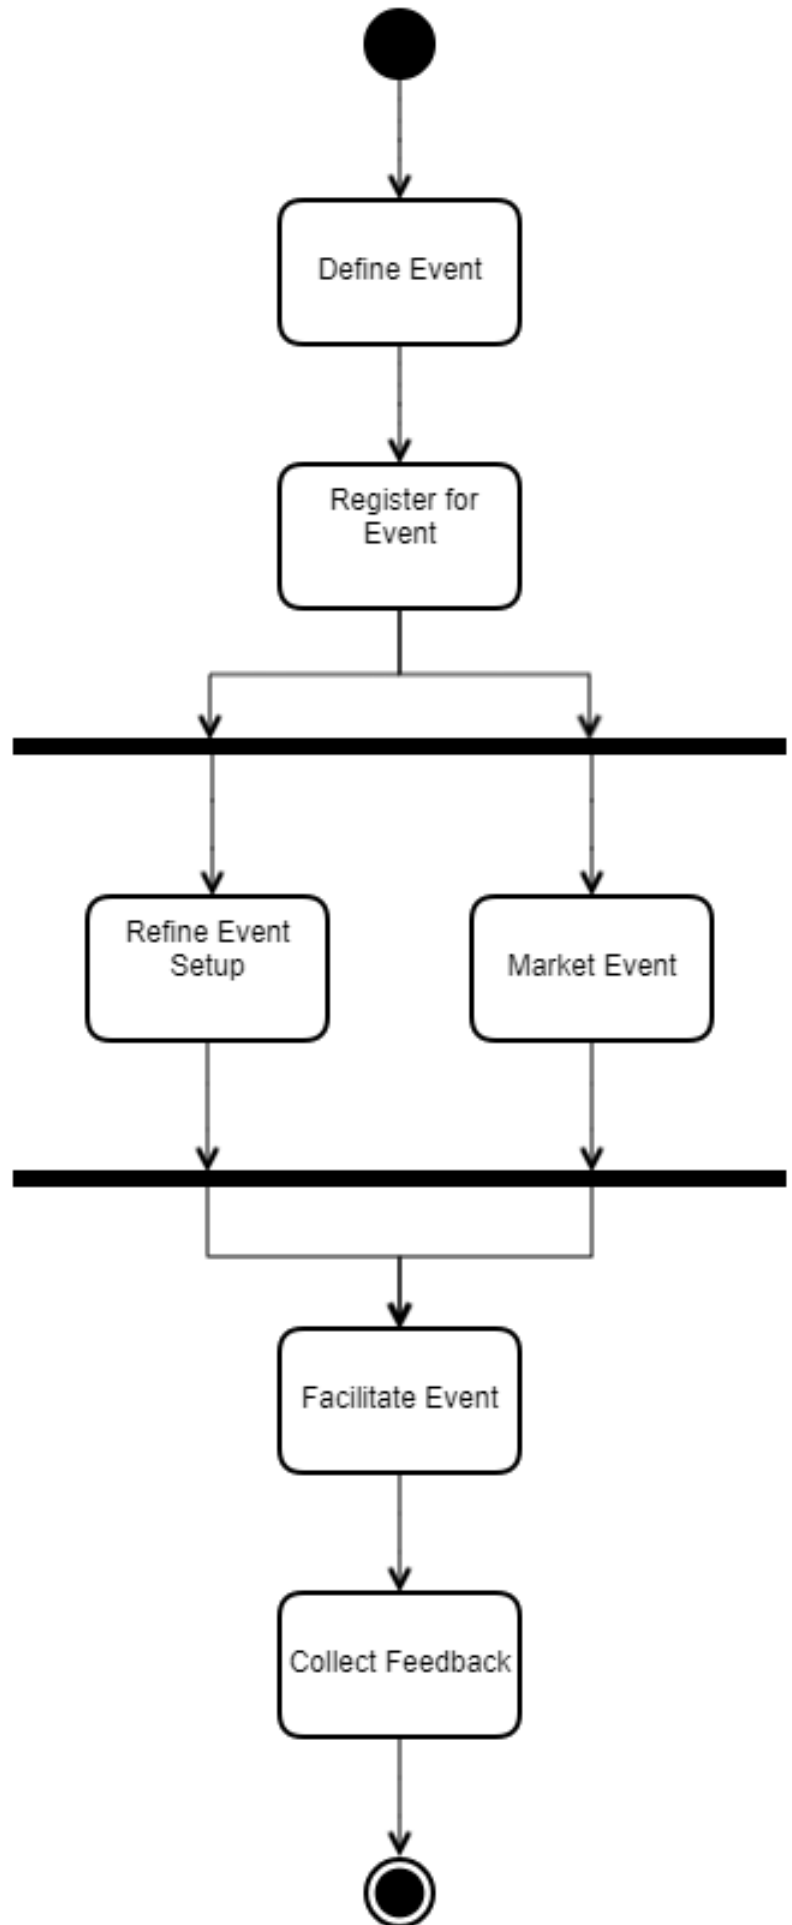 Define Event
Register for
Event
Refine Event
Setup
Market Event
Facilitate Event
Collect Feedback